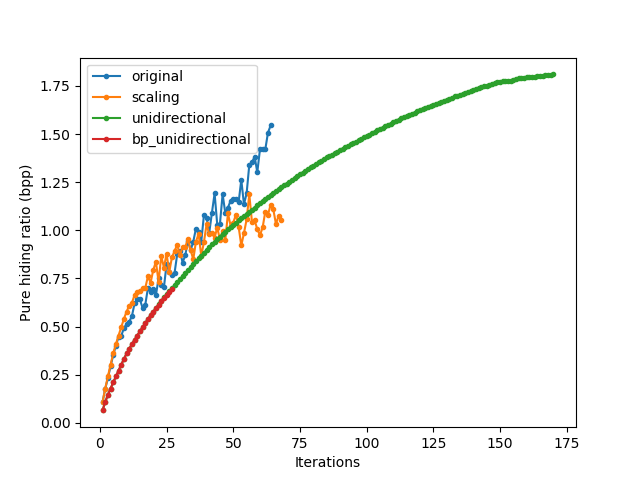 original
scaling
unidirectional
bp_unidirectional
Pure hiding ratio (bpp)
1.75
1.50
1.25
1.00
0.75
0.50
0.25
0.00
0 25 50 75 100 125 150 175
Iterations